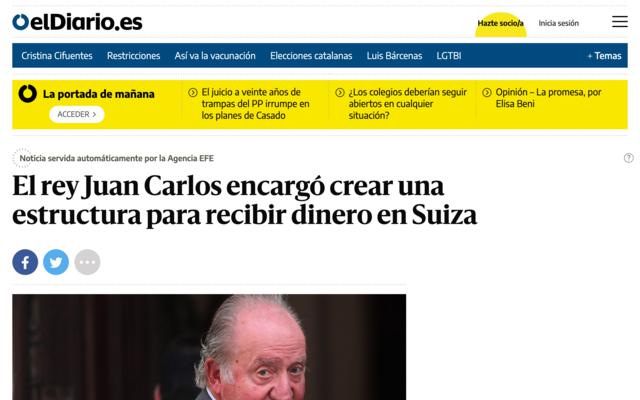 elDiario.es
Hazte socio/a
Inicia sesión
Cristina Cifuentes
Restricciones
Así va la vacunación
Elecciones catalanas
Luis Bárcenas
LGTBI
+ Temas
La portada de mañana
ACCEDER >
El juicio a veinte años de
trampas del PP irrumpe en
los planes de Casado
¿Los colegios deberían seguir
abiertos en cualquier
situación?
Opinión – La promesa, por
Elisa Beni
Noticia servida automáticamente por la Agencia EFE
?
El rey Juan Carlos encargó crear una
estructura para recibir dinero en Suiza